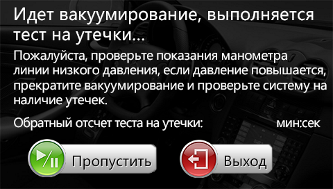 Идет вакуумирование, выполняется
тест на утечки...
Пожалуйста, проверьте показания манометра
линии низкого давления, если давление повышается,
прекратите вакуумирование и проверьте систему на
наличие утечек.
Обратный отсчет теста на утечки: мин:сек
Пропустить Выход